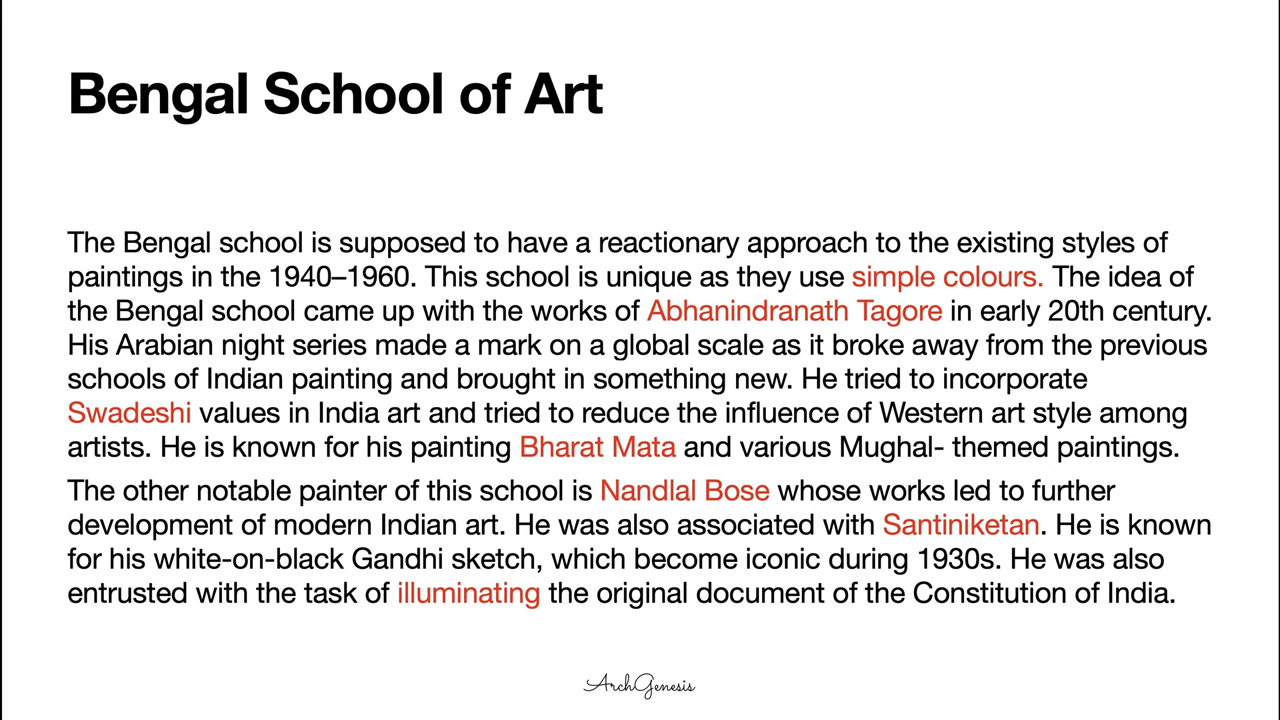 Bengal School of Art
The Bengal school is supposed to have a reactionary approach to the existing styles of
paintings in the 1940–1960. This school is unique as they use simple colours. The idea of
the Bengal school came up with the works of Abhanindranath Tagore in early 20th century.
His Arabian night series made a mark on a global scale as it broke away from the previous
schools of Indian painting and brought in something new. He tried to incorporate
Swadeshi values in India art and tried to reduce the influence of Western art style among
artists. He is known for his painting Bharat Mata and various Mughal- themed paintings.
The other notable painter of this school is Nandlal Bose whose works led to further
development of modern Indian art. He was also associated with Santiniketan. He is known
for his white-on-black Gandhi sketch, which become iconic during 1930s. He was also
entrusted with the task of illuminating the original document of the Constitution of India.
ArchGenesis